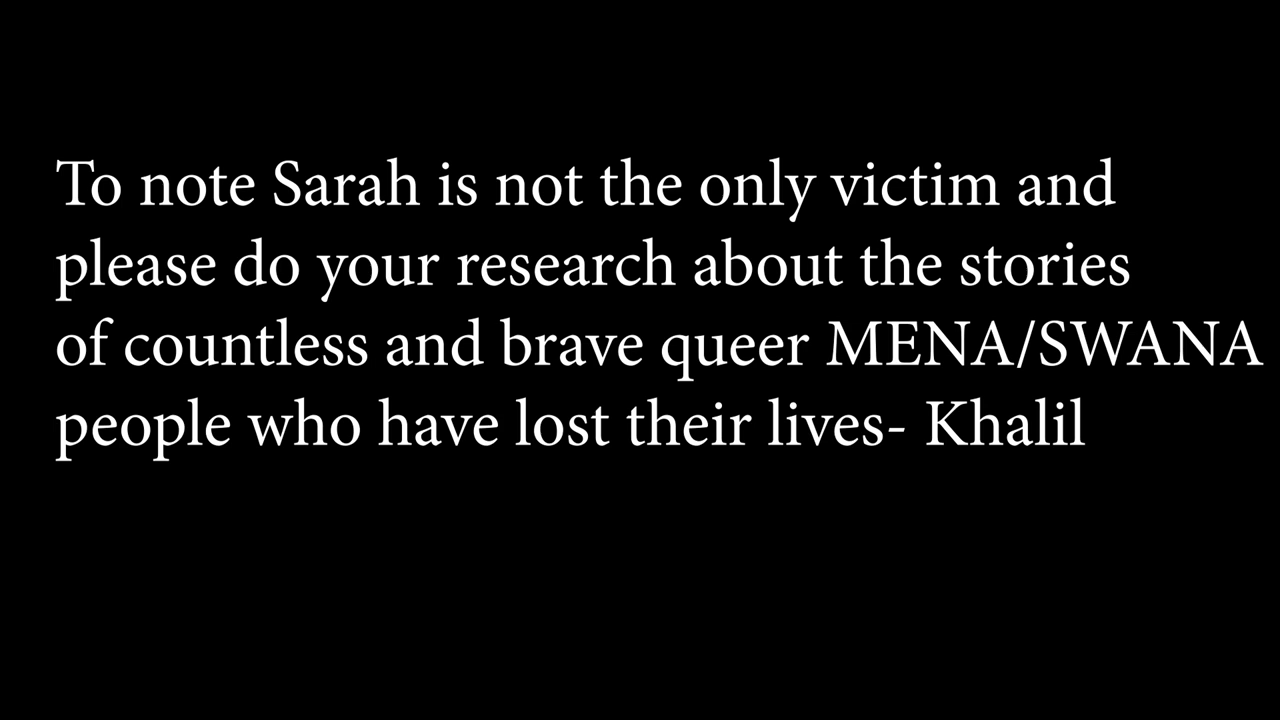 To note Sarah is not the only victim and
please do your research about the stories
of countless and brave queer MENA/SWANA
people who have lost their lives- Khalil